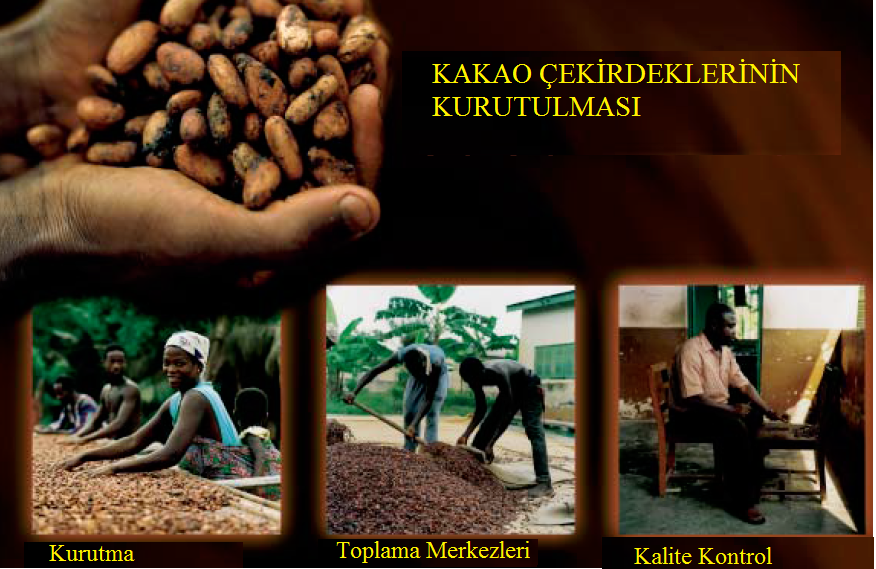 KAKAO ÇEKİRDEKLERİNİN
KURUTULMASI
Kurutma
Toplama Merkezleri
Kalite Kontrol